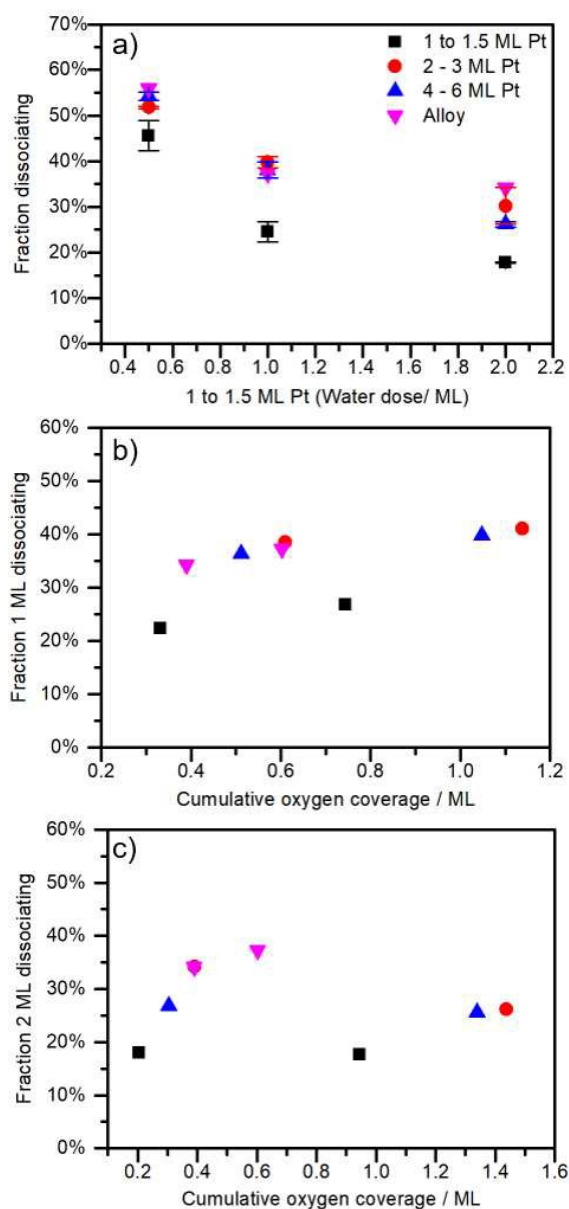 a)
1 to 1.5 ML Pt
2 - 3 ML Pt
4 - 6 ML Pt
Alloy
70%
60%
50%
40%
30%
20%
10%
0%
Fraction dissociating
0.4 0.6 0.8 1.0 1.2 1.4 1.6 1.8 2.0 2.2
1 to 1.5 ML Pt (Water dose/ ML)
b)
60%
50%
40%
30%
20%
10%
0%
Fraction 1 ML dissociating
0.2 0.4 0.6 0.8 1.0 1.2
Cumulative oxygen coverage / ML
c)
60%
50%
40%
30%
20%
10%
0%
Fraction 2 ML dissociating
0.2 0.4 0.6 0.8 1.0 1.2 1.4 1.6
Cumulative oxygen coverage / ML